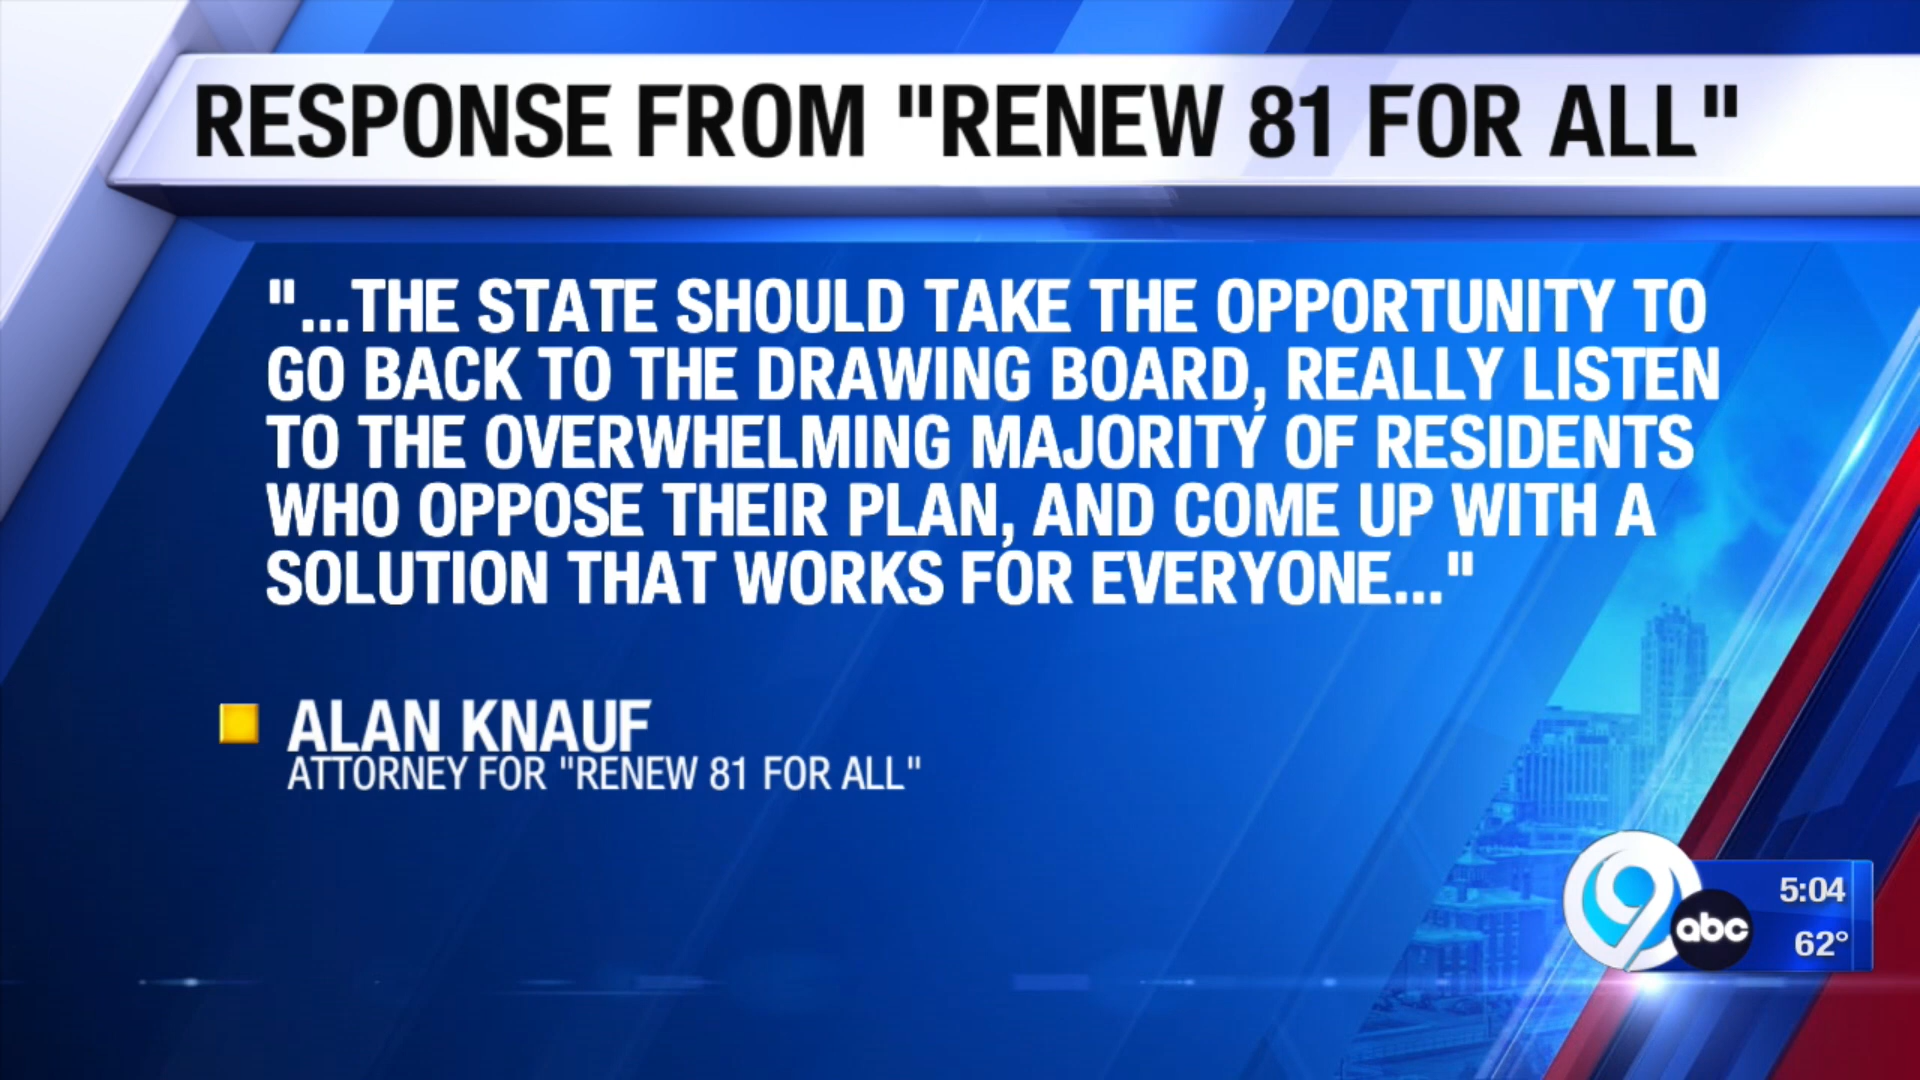 RESPONSE FROM "RENEW 81 FOR ALL"
"...THE STATE SHOULD TAKE THE OPPORTUNITY TO
GO BACK TO THE DRAWING BOARD, REALLY LISTEN
TO THE OVERWHELMING MAJORITY OF RESIDENTS
WHO OPPOSE THEIR PLAN, AND COME UP WITH A
SOLUTION THAT WORKS FOR EVERYONE..."
ALAN KNAUF
ATTORNEY FOR "RENEW 81 FOR ALL"
9
abc
5:04
62°